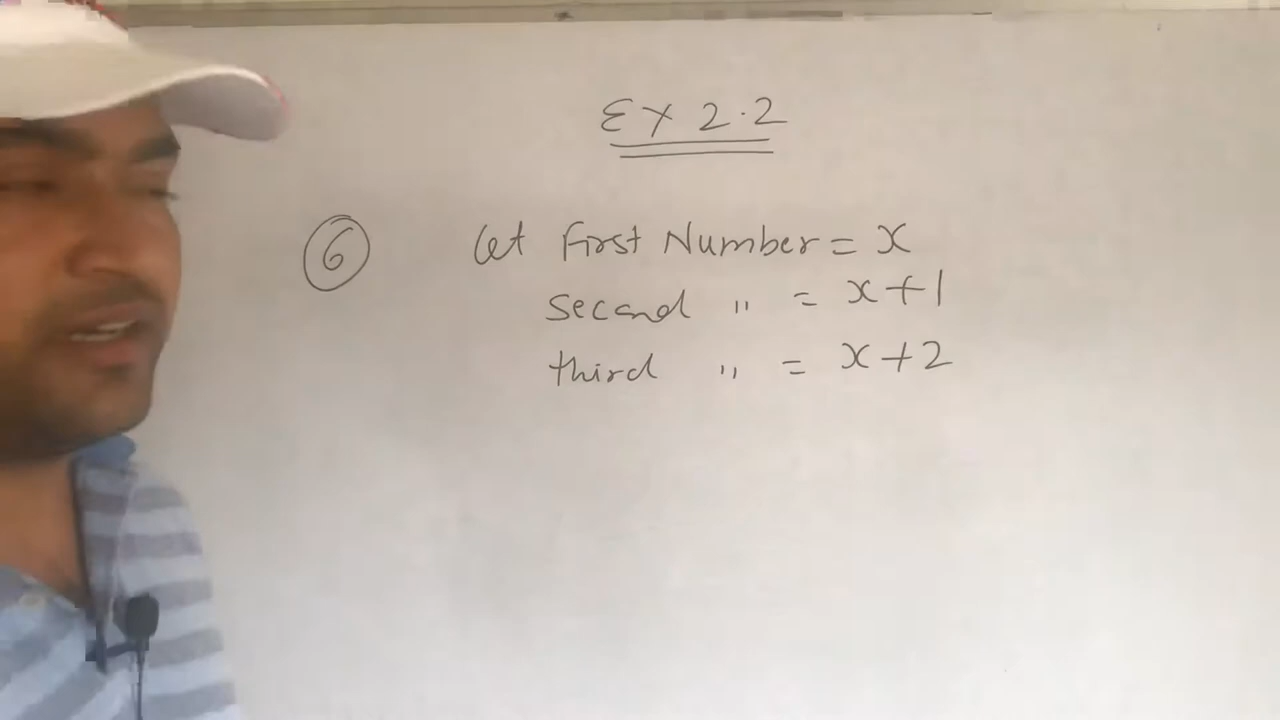 EX 2.2
6 Let First Number = x
second " = x+1
third " = x+2